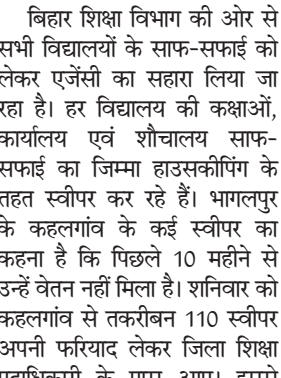 बिहार शिक्षा विभाग की ओर से
सभी विद्यालयों के साफ-सफाई को
लेकर एजेंसी का सहारा लिया जा
रहा है। हर विद्यालय की कक्षाओं,
कार्यालय एवं शौचालय साफ-
सफाई का जिम्मा हाउसकीपिंग के
तहत स्वीपर कर रहे हैं। भागलपुर
के कहलगांव के कई स्वीपर का
कहना है कि पिछले 10 महीने से
उन्हें वेतन नहीं मिला है। शनिवार को
कहलगांव से तकरीबन 110 स्वीपर
अपनी फरियाद लेकर जिला शिक्षा